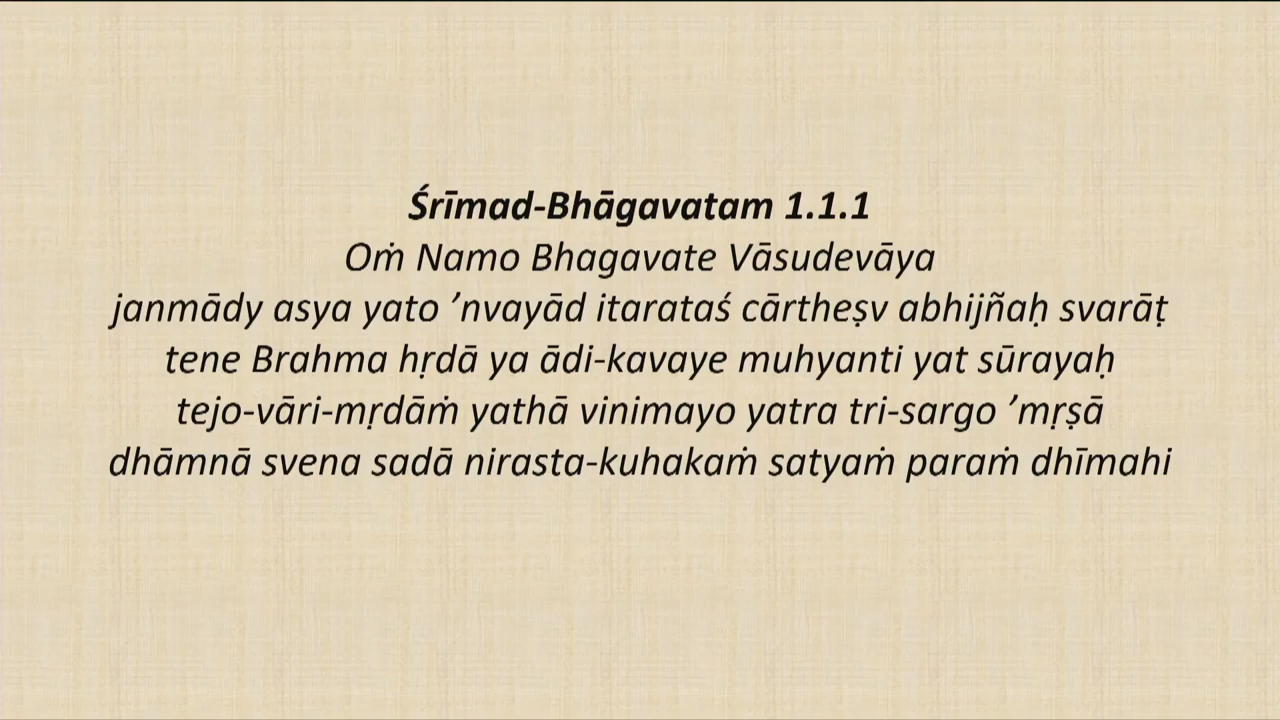 Śrīmad-Bhāgavatam 1.1.1
Oṁ Namo Bhagavate Vāsudevāya
janmādy asya yato ’nvayād itarataś cārtheṣv abhijñaḥ svarāṭ
tene Brahma hṛdā ya ādi-kavaye muhyanti yat sūrayaḥ
tejo-vāri-mṛdāṁ yathā vinimayo yatra tri-sargo ’mṛṣā
dhāmnā svena sadā nirasta-kuhakaṁ satyaṁ paraṁ dhīmahi